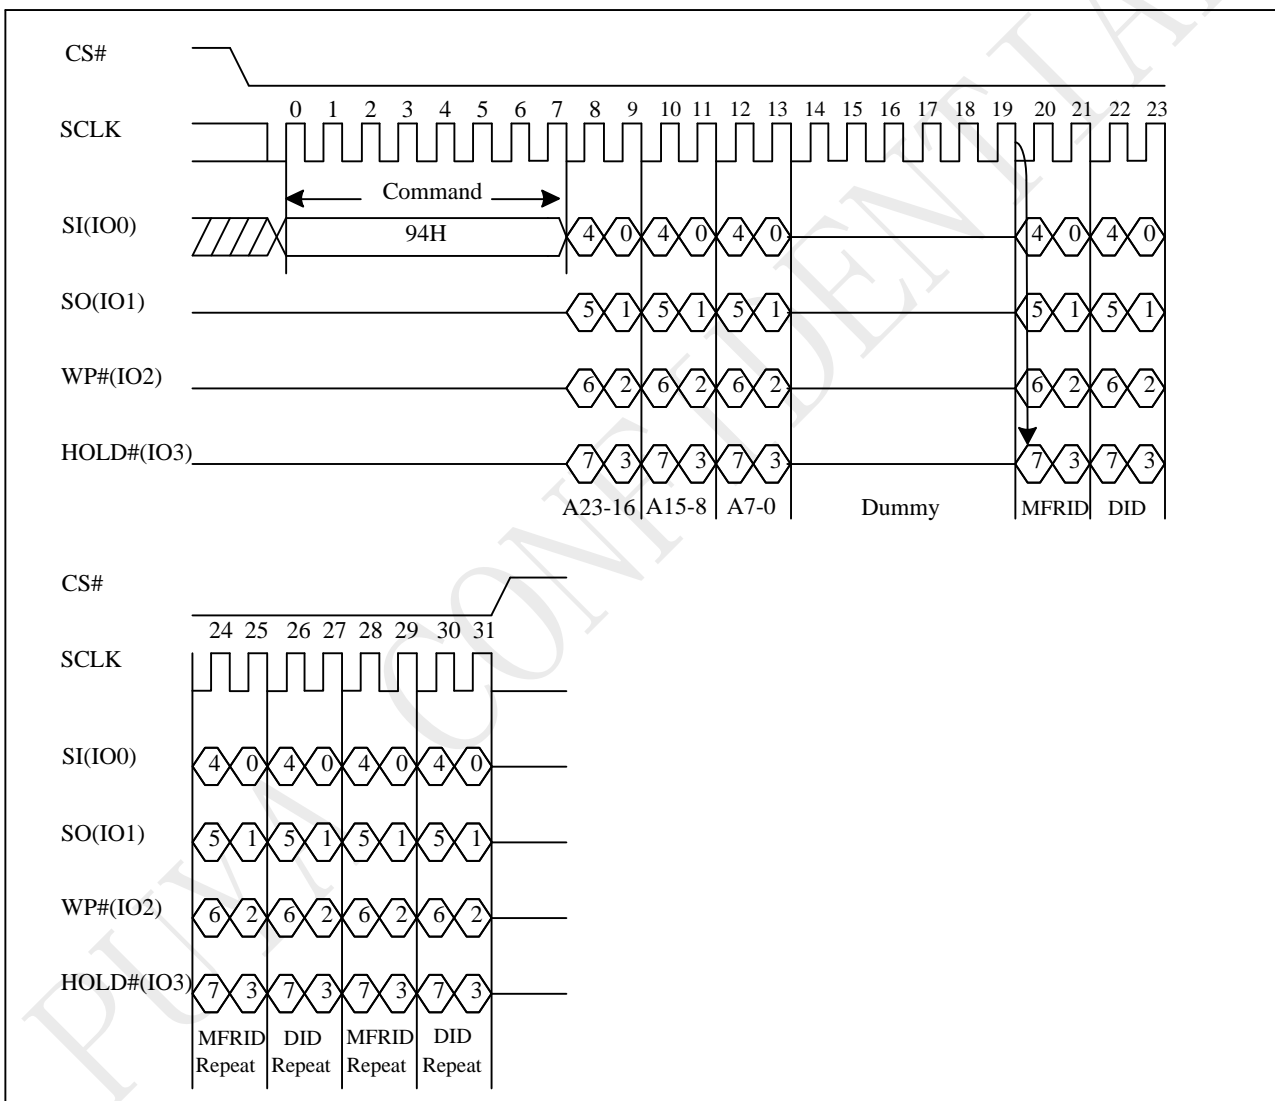 CS#
0 1 2 3 4 5 6 7 8 9 10 11 12 13 14 15 16 17 18 19 20 21 22 23
SCLK
Command
SI(IO0) 94H 4 0 4 0 4 0 4 0 4 0
SO(IO1) 5 1 5 1 5 1 5 1 5 1
WP#(IO2) 6 2 6 2 6 2 6 2 6 2
HOLD#(IO3) 7 3 7 3 7 3 7 3 7 3
A23-16 A15-8 A7-0 Dummy MFRID DID
CS#
24 25 26 27 28 29 30 31
SCLK
SI(IO0) 4 0 4 0 4 0 4 0
SO(IO1) 5 1 5 1 5 1 5 1
WP#(IO2) 6 2 6 2 6 2 6 2
HOLD#(IO3) 7 3 7 3 7 3 7 3
MFRID DID MFRID DID
Repeat Repeat Repeat Repeat
PUYA CONFIDENTIAL